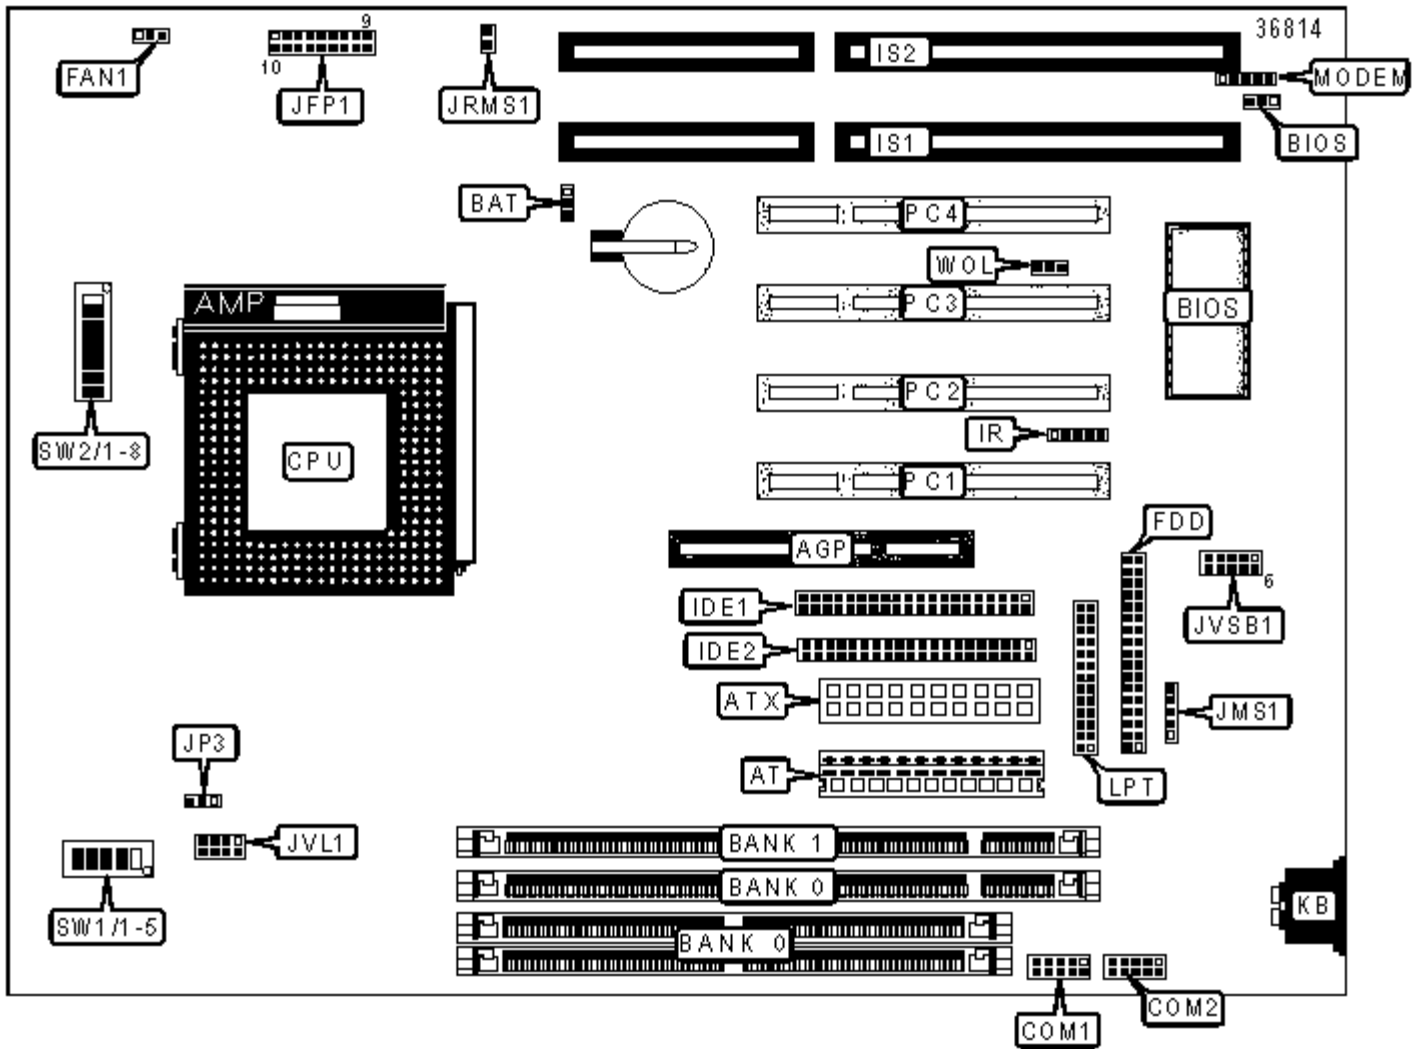 9
36814
IS2
FAN1
10
JFP1
JRMS1
MODEM
IS1
BIOS
BAT
PC4
WOL
AMP
PC3
BIOS
PC2
SW2/1-8
CPU
IR
PC1
FDD
AGP
6
IDE1
JVSB1
IDE2
ATX
JMS1
JP3
AT
LPT
JVL1
BANK 1
BANK 0
KB
SW1/1-5
BANK 0
COM2
COM1